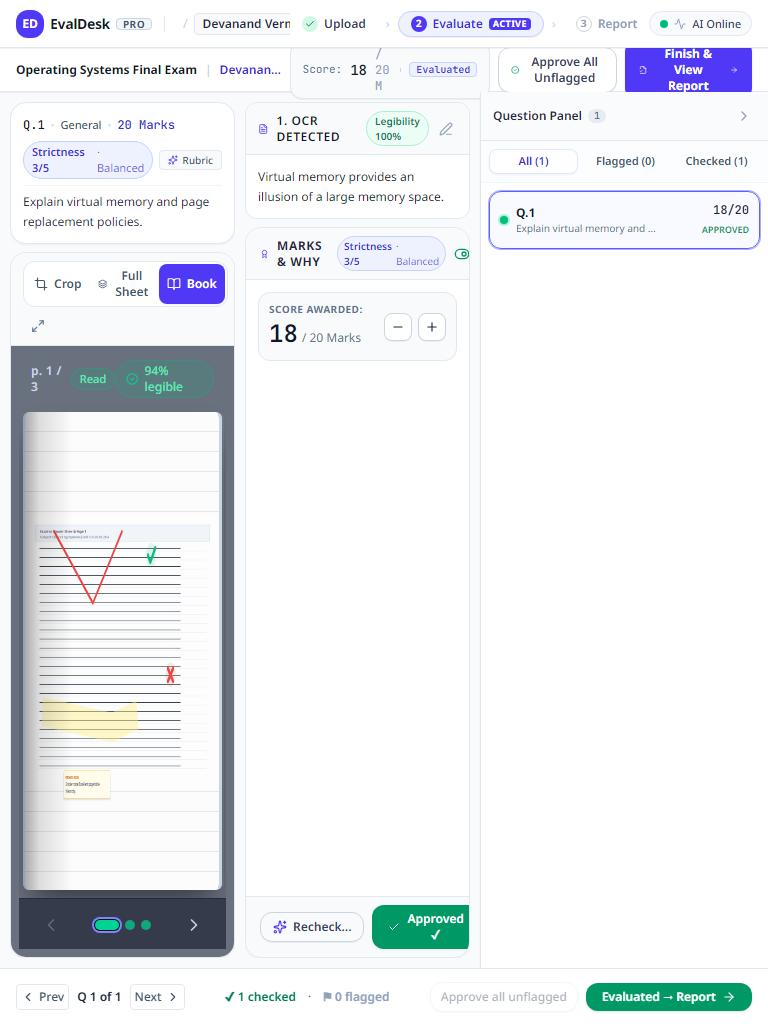 ED EvalDesk PRO / Devanand Vern Upload › 2 Evaluate ACTIVE › 3 Report AI Online
Operating Systems Final Exam | Devanan... Score: 18 / 20 M · Evaluated Approve All Unflagged Finish & View Report
Q.1 · General · 20 Marks
Strictness 3/5 · Balanced Rubric
Explain virtual memory and page
replacement policies.
Crop Full Sheet Book
p. 1 / 3 Read 94% legible
1. OCR DETECTED Legibility 100%
Virtual memory provides an
illusion of a large memory space.
MARKS & WHY Strictness 3/5 · Balanced
SCORE AWARDED:
18 / 20 Marks − +
Recheck... ✓ Approved ✓
Question Panel 1
All (1) Flagged (0) Checked (1)
Q.1 18/20
Explain virtual memory and ... APPROVED
Prev Q 1 of 1 Next ✓ 1 checked · 0 flagged Approve all unflagged Evaluated → Report →